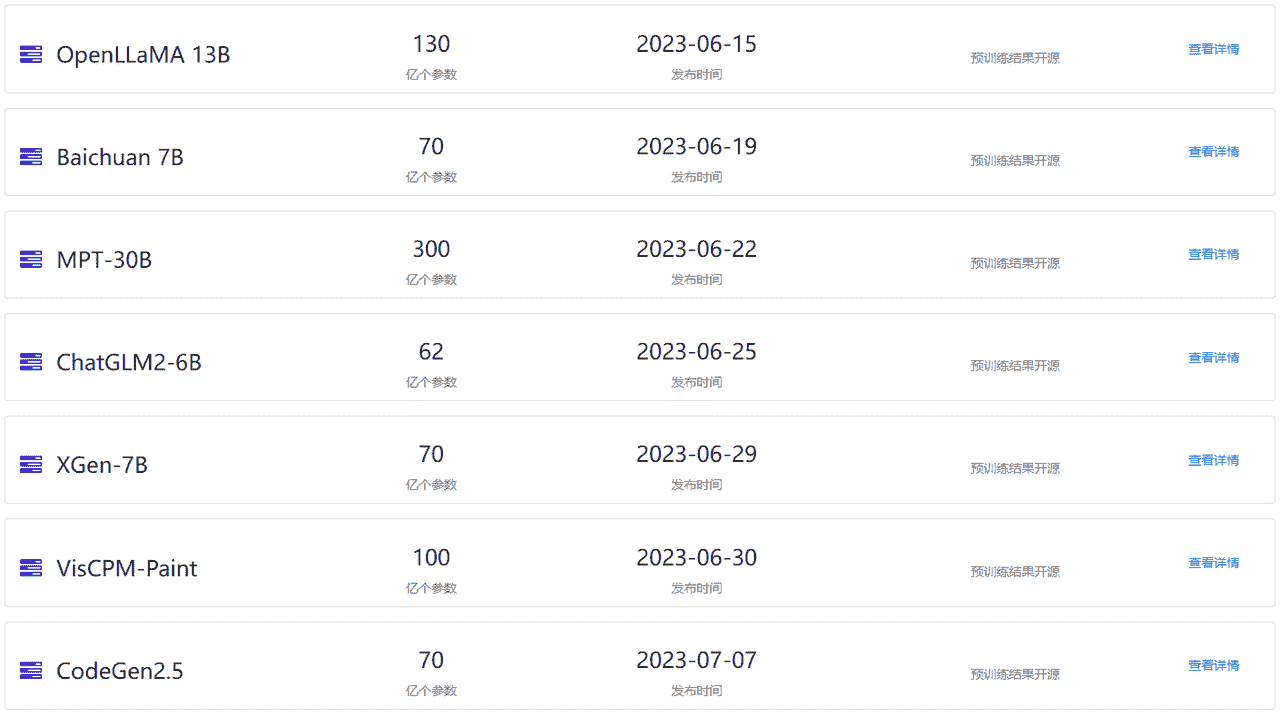 OpenLLaMA 13B
130
亿个参数
2023-06-15
发布时间
预训练结果开源
查看详情
Baichuan 7B
70
亿个参数
2023-06-19
发布时间
预训练结果开源
查看详情
MPT-30B
300
亿个参数
2023-06-22
发布时间
预训练结果开源
查看详情
ChatGLM2-6B
62
亿个参数
2023-06-25
发布时间
预训练结果开源
查看详情
XGen-7B
70
亿个参数
2023-06-29
发布时间
预训练结果开源
查看详情
VisCPM-Paint
100
亿个参数
2023-06-30
发布时间
预训练结果开源
查看详情
CodeGen2.5
70
亿个参数
2023-07-07
发布时间
预训练结果开源
查看详情